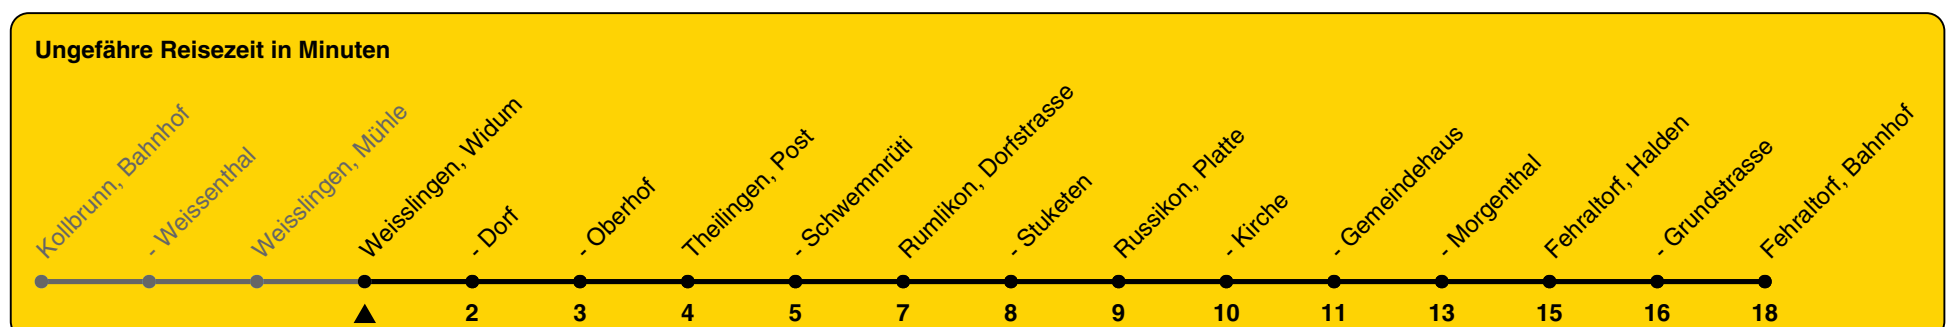 Ungefähre Reisezeit in Minuten
Kollbrunn, Bahnhof
- Weissenthal
Weisslingen, Mühle
Weisslingen, Widum
- Dorf
- Oberhof
Theilingen, Post
- Schwemmrüti
Rumlikon, Dorfstrasse
- Stuketen
Russikon, Platte
- Kirche
- Gemeindehaus
- Morgenthal
Fehraltorf, Halden
- Grundstrasse
Fehraltorf, Bahnhof
2 3 4 5 7 8 9 10 11 13 15 16 18